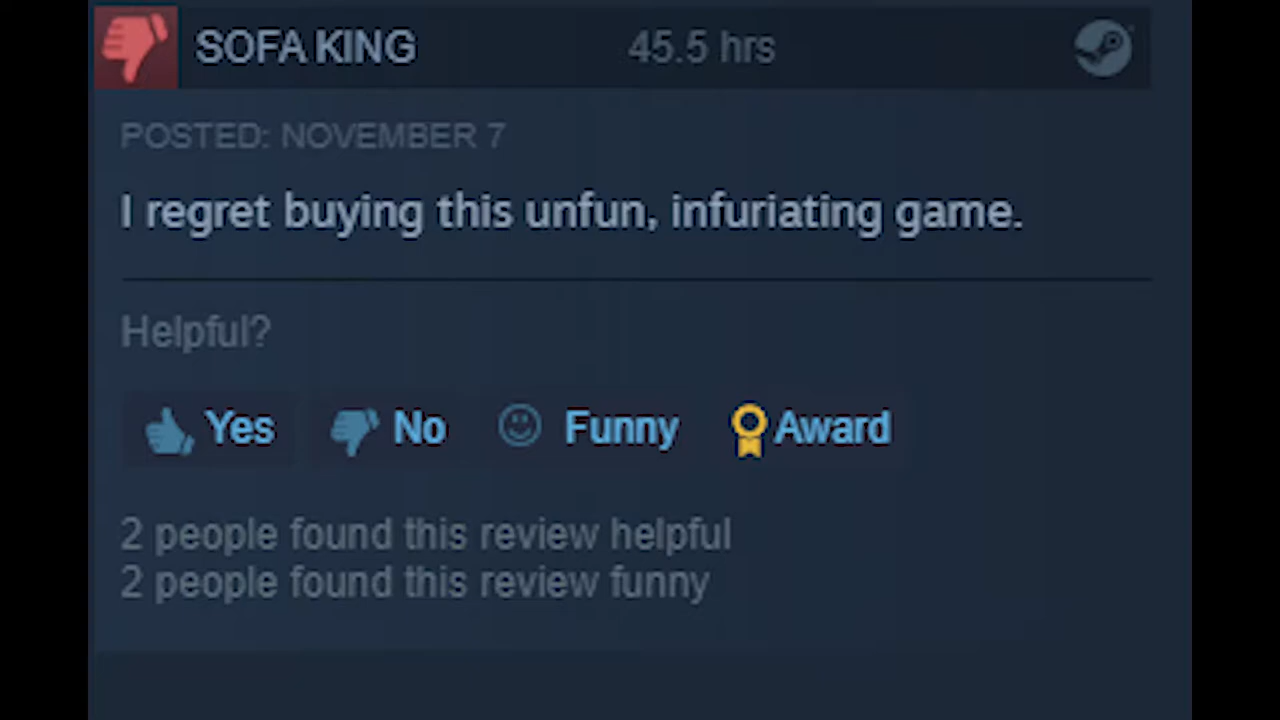 SOFA KING 45.5 hrs
POSTED: NOVEMBER 7
I regret buying this unfun, infuriating game.
Helpful?
Yes No Funny Award
2 people found this review helpful
2 people found this review funny